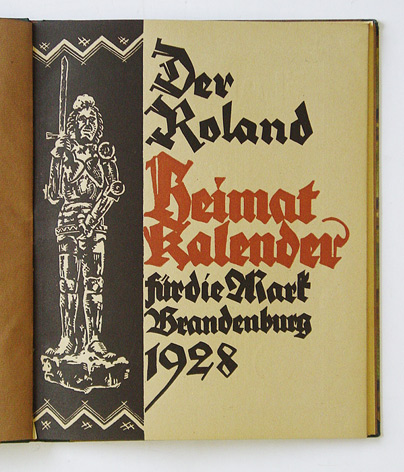 Der
Roland
Heimat
Kalender
für die Mark
Brandenburg
1928